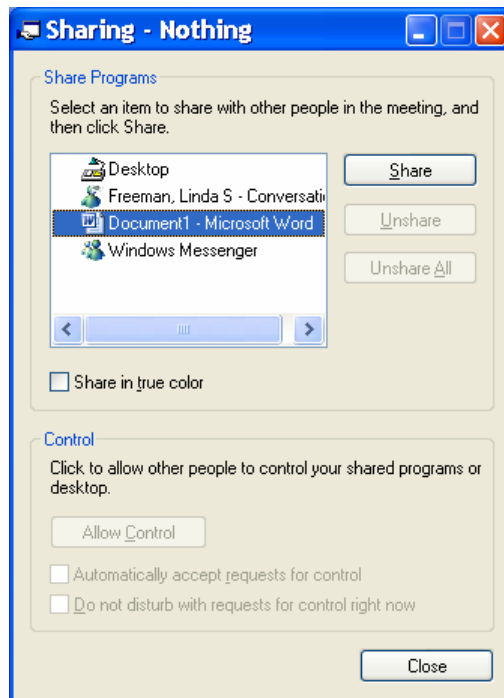 Sharing - Nothing
Share Programs
Select an item to share with other people in the meeting, and
then click Share.
Desktop
Freeman, Linda S - Conversati
Document1 - Microsoft Word
Windows Messenger
Share
Unshare
Unshare All
Share in true color
Control
Click to allow other people to control your shared programs or
desktop.
Allow Control
Automatically accept requests for control
Do not disturb with requests for control right now
Close